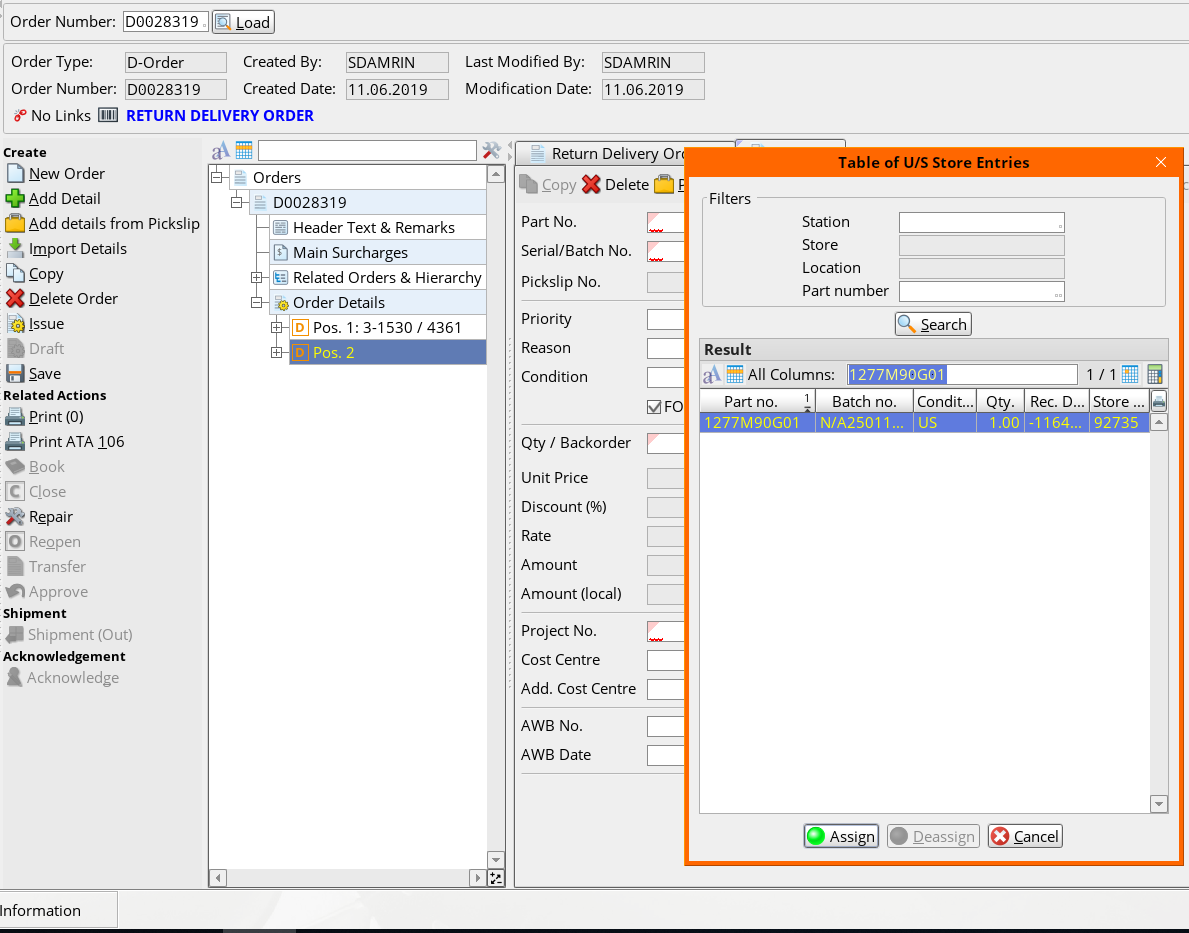 Order Number: D0028319 Load
Order Type: D-Order Created By: SDAMRIN Last Modified By: SDAMRIN
Order Number: D0028319 Created Date: 11.06.2019 Modification Date: 11.06.2019
No Links RETURN DELIVERY ORDER
Create
New Order
Add Detail
Add details from Pickslip
Import Details
Copy
Delete Order
Issue
Draft
Save
Related Actions
Print (0)
Print ATA 106
Book
Close
Repair
Reopen
Transfer
Approve
Shipment
Shipment (Out)
Acknowledgement
Acknowledge
Orders
D0028319
Header Text & Remarks
Main Surcharges
Related Orders & Hierarchy
Order Details
Pos. 1: 3-1530 / 4361
Pos. 2
Return Delivery Or
Copy Delete
Part No.
Serial/Batch No.
Pickslip No.
Priority
Reason
Condition
FO
Qty / Backorder
Unit Price
Discount (%)
Rate
Amount
Amount (local)
Project No.
Cost Centre
Add. Cost Centre
AWB No.
AWB Date
Table of U/S Store Entries
Filters
Station
Store
Location
Part number
Search
Result
All Columns: 1277M90G01 1 / 1
Part no. 1 Batch no. Condit... Qty. Rec. D... Store ...
1277M90G01 N/A25011... US 1.00 -1164... 92735
Assign Deassign Cancel
Information